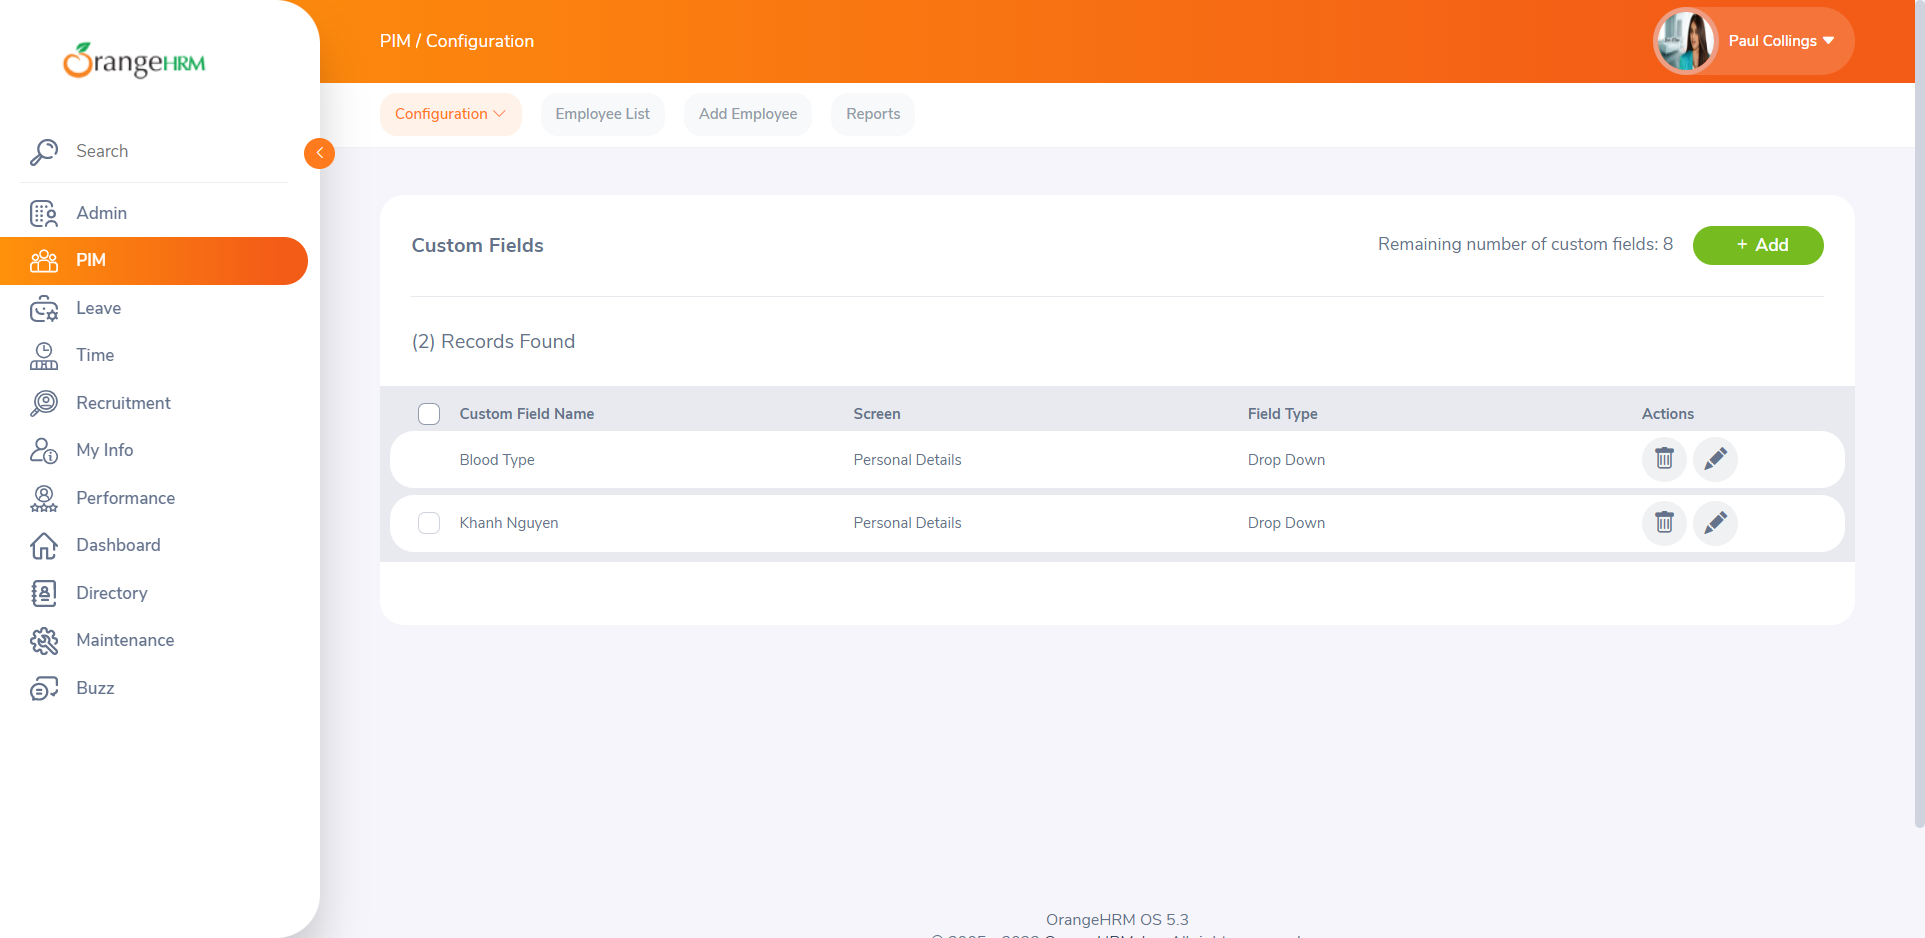 OrangeHRM
PIM / Configuration
Paul Collings
Configuration
Employee List
Add Employee
Reports
Search
Admin
PIM
Leave
Time
Recruitment
My Info
Performance
Dashboard
Directory
Maintenance
Buzz
Custom Fields
Remaining number of custom fields: 8
+ Add
(2) Records Found
Custom Field Name Screen Field Type Actions
Blood Type Personal Details Drop Down
Khanh Nguyen Personal Details Drop Down
OrangeHRM OS 5.3